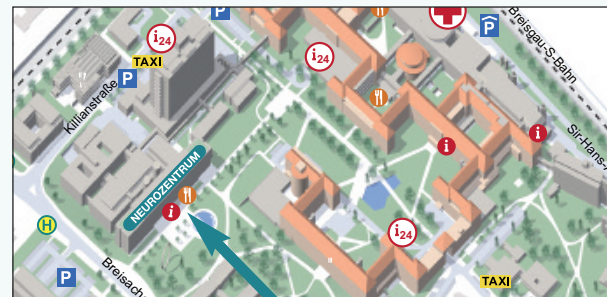 P
i24
TAXI
P
Killianstraße
NEUROZENTRUM
i
H
P
Breisach
i24
P
Breisgau-S-Bahn
i
i
Sir-Hans-
i24
TAXI